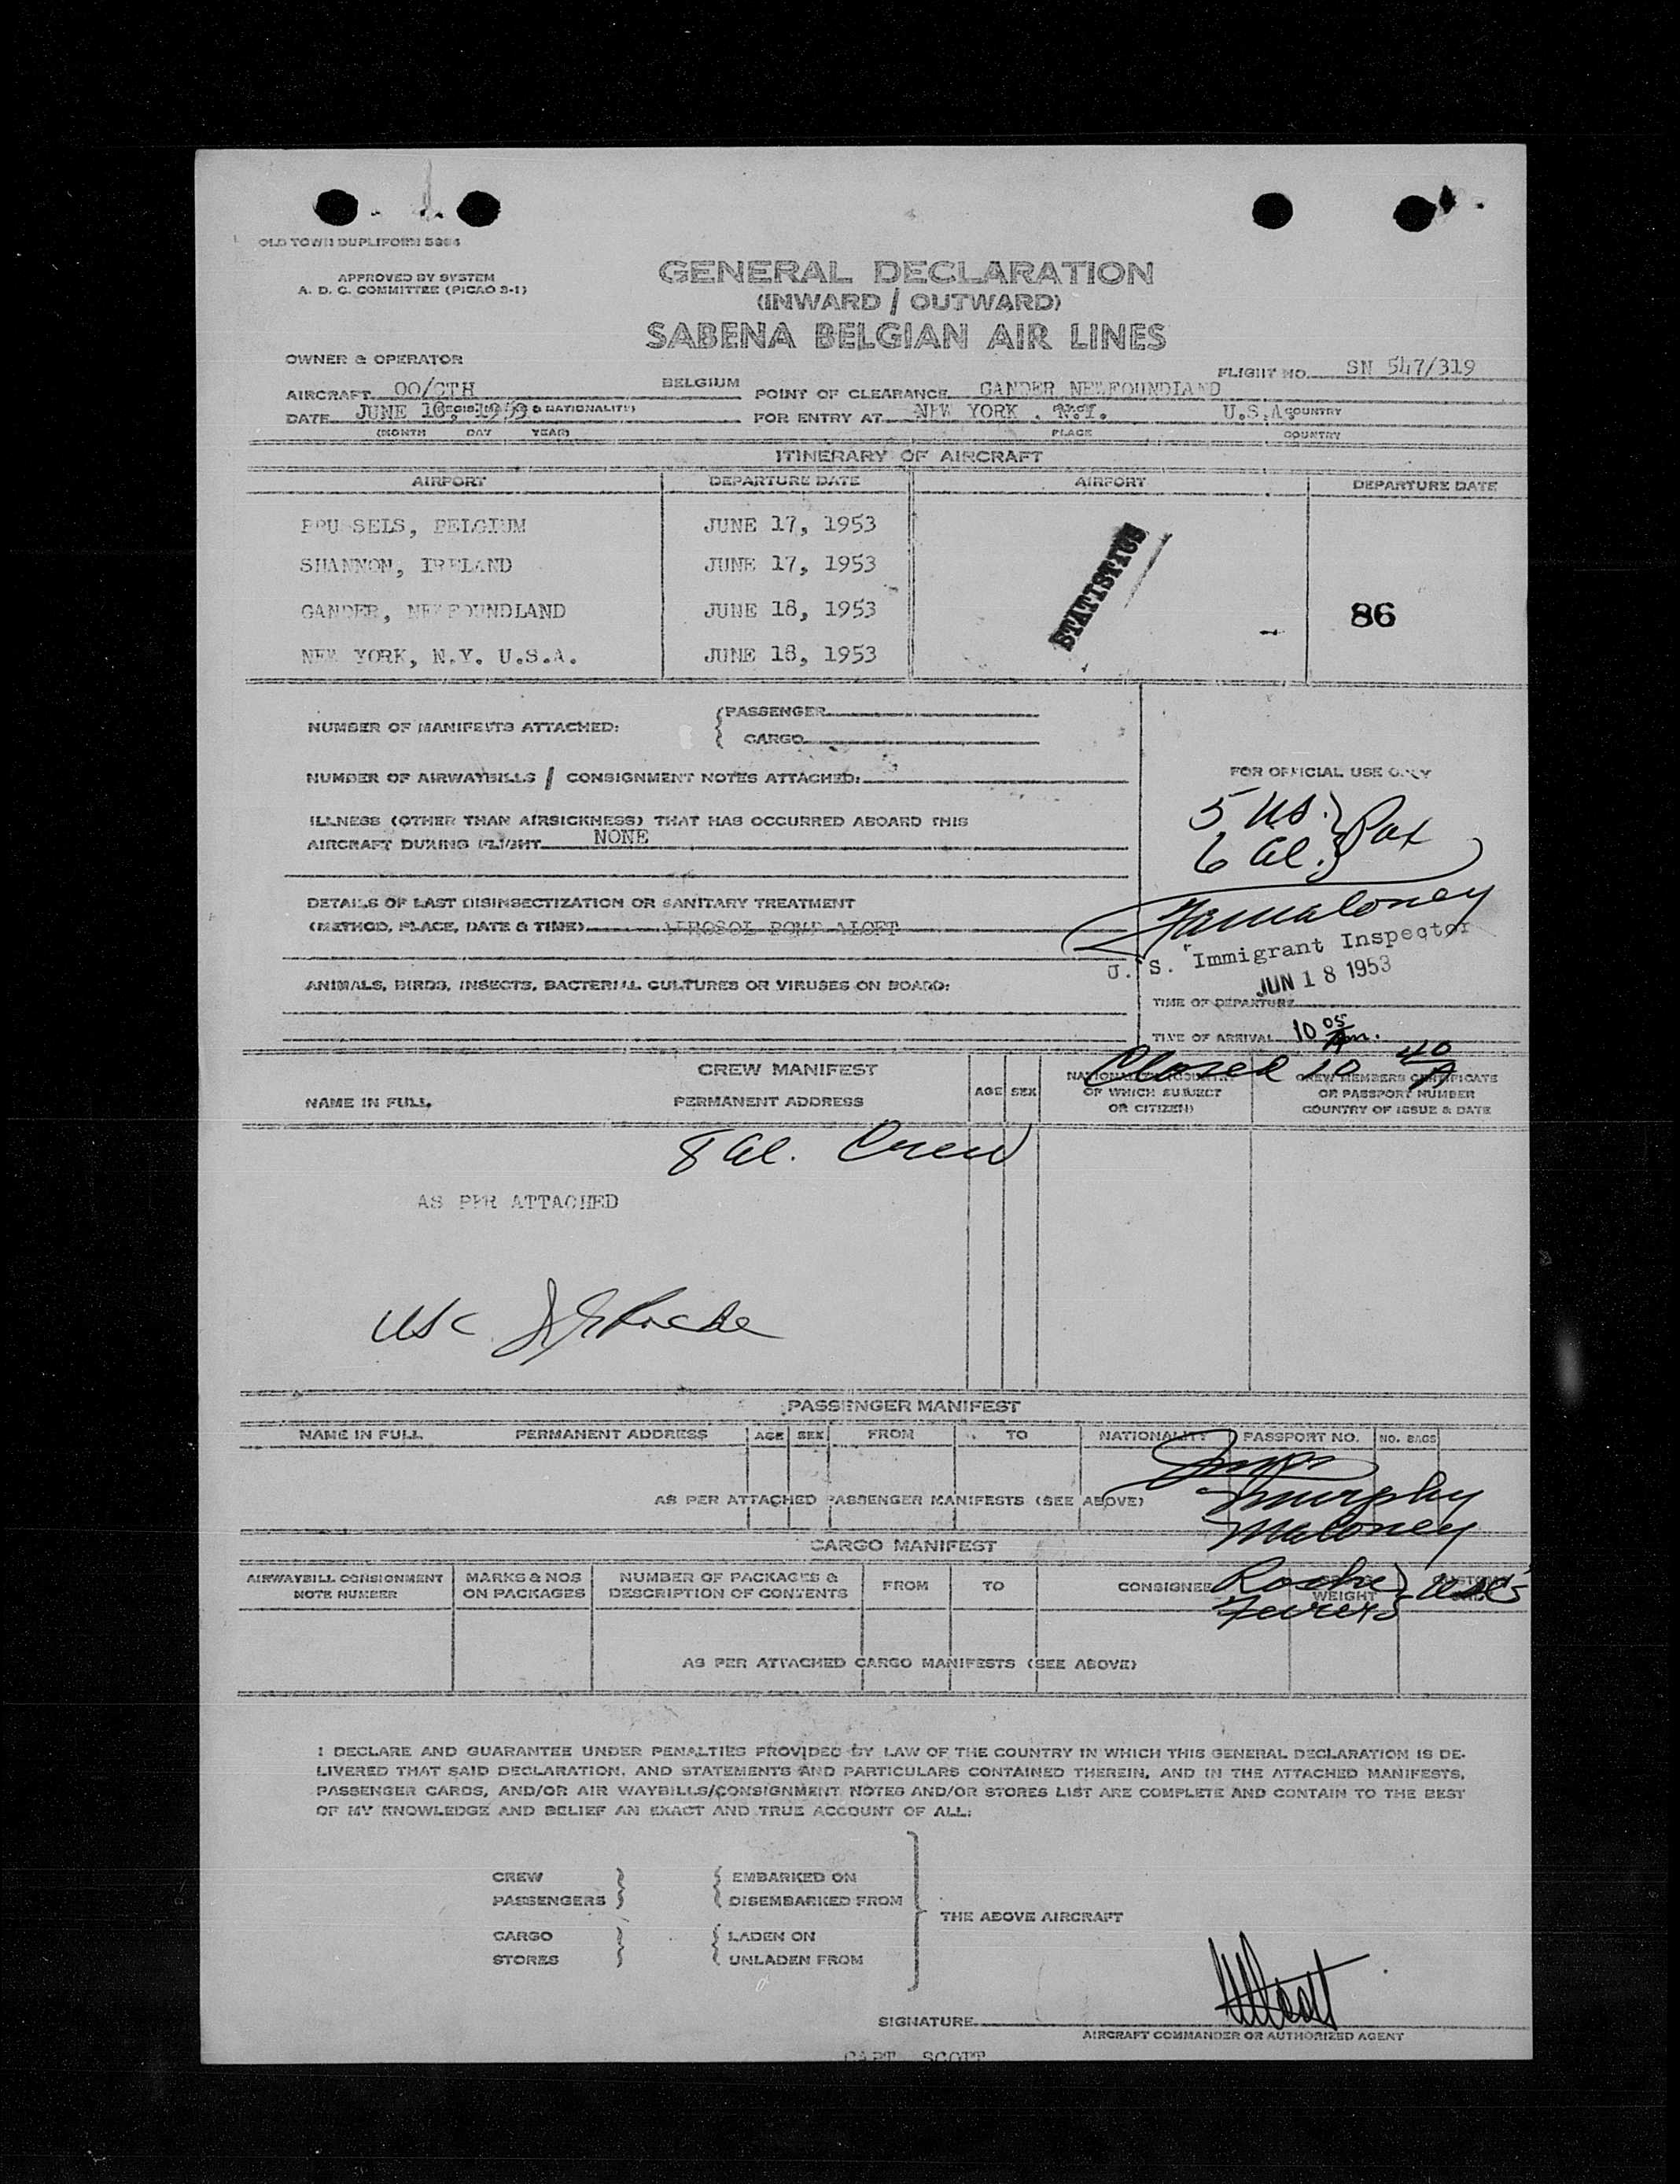 OLD TOWN DUPLIFORM
APPROVED BY SYSTEM
A. D. C. COMMITTEE (PICAO S-1)
GENERAL DECLARATION
(INWARD / OUTWARD)
SABENA BELGIAN AIR LINES
OWNER & OPERATOR
FLIGHT NO. SN 547/319
AIRCRAFT OO/CTH BELGIUM POINT OF CLEARANCE GANDER NEWFOUNDLAND
DATE JUNE 18, 1953 FOR ENTRY AT NEW YORK . N.Y. U.S.A. COUNTRY
(MONTH DAY YEAR) PLACE COUNTRY
ITINERARY OF AIRCRAFT
AIRPORT DEPARTURE DATE AIRPORT DEPARTURE DATE
BRUSSELS, BELGIUM JUNE 17, 1953
SHANNON, IRELAND JUNE 17, 1953
STATISTICS
GANDER, NEWFOUNDLAND JUNE 18, 1953 86
NEW YORK, N.Y. U.S.A. JUNE 18, 1953
NUMBER OF MANIFESTS ATTACHED: PASSENGER
CARGO
NUMBER OF AIRWAYBILLS / CONSIGNMENT NOTES ATTACHED:
FOR OFFICIAL USE ONLY
5 US. } Pax
6 al.
ILLNESS (OTHER THAN AIRSICKNESS) THAT HAS OCCURRED ABOARD THIS
AIRCRAFT DURING FLIGHT NONE
DETAILS OF LAST DISINSECTIZATION OR SANITARY TREATMENT
(METHOD, PLACE, DATE & TIME) AEROSOL BOMB ALOFT
Maloney
U. S. Immigrant Inspector
JUN 18 1953
ANIMALS, BIRDS, INSECTS, BACTERIAL CULTURES OR VIRUSES ON BOARD:
TIME OF DEPARTURE
TIME OF ARRIVAL 10 05 Am.
Closed 10 40 A
CREW MANIFEST
NAME IN FULL PERMANENT ADDRESS AGE SEX NATIONALITY (COUNTRY
OF WHICH SUBJECT
OR CITIZEN)
CREW MEMBERS CERTIFICATE
OR PASSPORT NUMBER
COUNTRY OF ISSUE & DATE
8 al. Crew
AS PER ATTACHED
USC Roche
PASSENGER MANIFEST
NAME IN FULL PERMANENT ADDRESS AGE SEX FROM TO NATIONALITY PASSPORT NO. NO. BAGS
AS PER ATTACHED PASSENGER MANIFESTS (SEE ABOVE)
Murphy
Maloney
CARGO MANIFEST
AIRWAYBILL CONSIGNMENT
NOTE NUMBER
MARKS & NOS
ON PACKAGES
NUMBER OF PACKAGES &
DESCRIPTION OF CONTENTS
FROM TO CONSIGNEE WEIGHT CUSTOMS
Roche
AS PER ATTACHED CARGO MANIFESTS (SEE ABOVE)
I DECLARE AND GUARANTEE UNDER PENALTIES PROVIDED BY LAW OF THE COUNTRY IN WHICH THIS GENERAL DECLARATION IS DE-
LIVERED THAT SAID DECLARATION, AND STATEMENTS AND PARTICULARS CONTAINED THEREIN, AND IN THE ATTACHED MANIFESTS,
PASSENGER CARDS, AND/OR AIR WAYBILLS/CONSIGNMENT NOTES AND/OR STORES LIST ARE COMPLETE AND CONTAIN TO THE BEST
OF MY KNOWLEDGE AND BELIEF AN EXACT AND TRUE ACCOUNT OF ALL:
CREW EMBARKED ON
PASSENGERS DISEMBARKED FROM
THE ABOVE AIRCRAFT
CARGO LADEN ON
STORES UNLADEN FROM
SIGNATURE
AIRCRAFT COMMANDER OR AUTHORIZED AGENT
CAPT. SCOTT